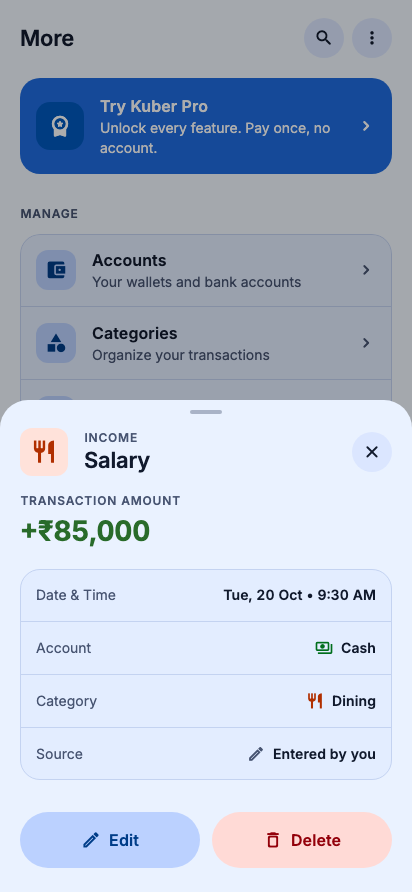 More
Try Kuber Pro
Unlock every feature. Pay once, no
account.
MANAGE
Accounts
Your wallets and bank accounts
Categories
Organize your transactions
INCOME
Salary
TRANSACTION AMOUNT
+₹85,000
Date & Time
Tue, 20 Oct • 9:30 AM
Account
Cash
Category
Dining
Source
Entered by you
Edit
Delete